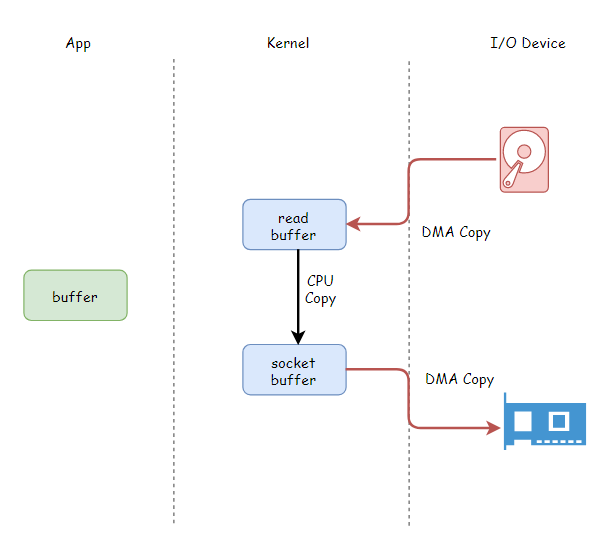 App
Kernel
I/O Device
read
buffer
DMA Copy
buffer
CPU
Copy
socket
buffer
DMA Copy